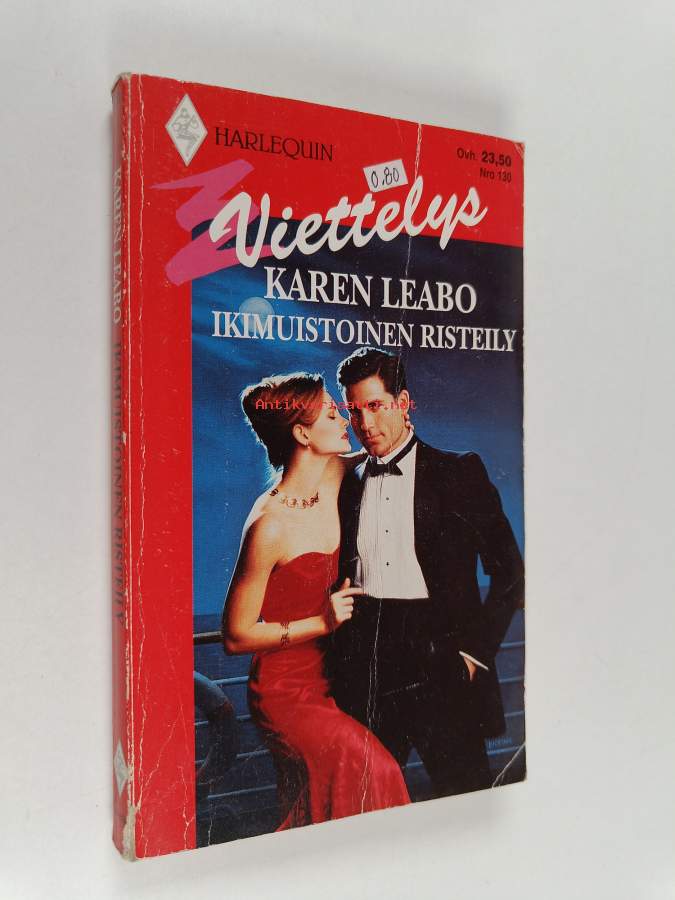 HARLEQUIN
Ovh. 23,50
Nro 130
0.80
Viettelys
KAREN LEABO
IKIMUISTOINEN RISTEILY
Antikvariaatti.net
KAREN LEABO IKIMUISTOINEN RISTEILY